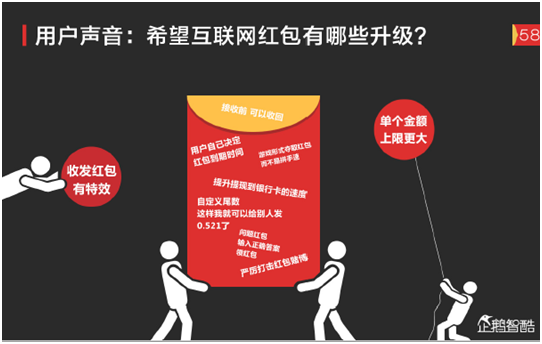 用户声音：希望互联网红包有哪些升级？
58
接收前 可以收回
用户自己决定
红包到期时间
游戏形式夺取红包
而不是拼手速
提升提现到银行卡的速度
自定义尾数
这样我就可以给别人发
0.521了
问题红包
输入正确答案
领红包
严厉打击红包赌博
收发红包
有特效
单个金额
上限更大
企鹅智酷